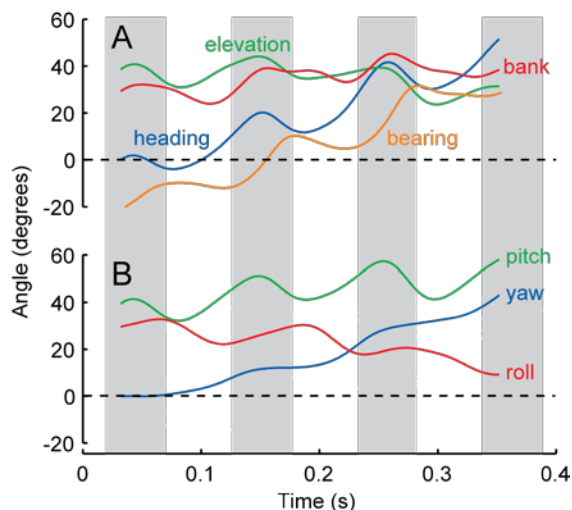 A
elevation
bank
heading
bearing
60
40
20
0
-20
Angle (degrees)
B
pitch
yaw
roll
60
40
20
0
-20
0
0.1
0.2
0.3
0.4
Time (s)